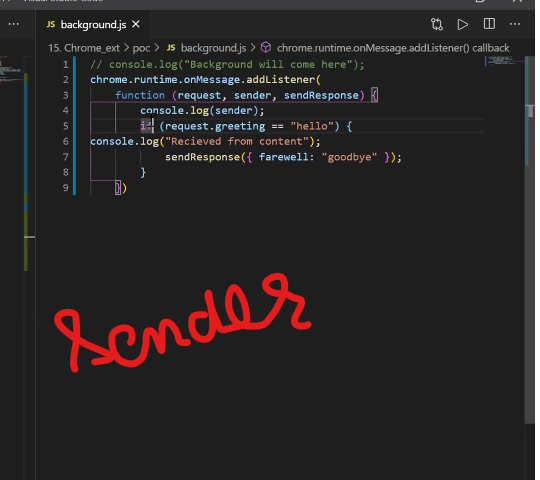 JS background.js ×
15. Chrome_ext > poc > JS background.js > chrome.runtime.onMessage.addListener() callback
1 // console.log("Background will come here");
2 chrome.runtime.onMessage.addListener(
3 function (request, sender, sendResponse) {
4 console.log(sender);
5 if (request.greeting == "hello") {
6 console.log("Recieved from content");
7 sendResponse({ farewell: "goodbye" });
8 }
9 })
Sender